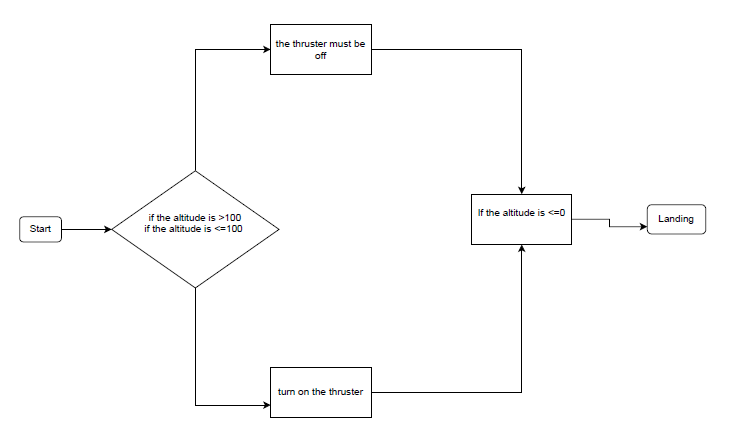 the thruster must be
off
if the altitude is >100
if the altitude is <=100
Start
If the altitude is <=0
Landing
turn on the thruster